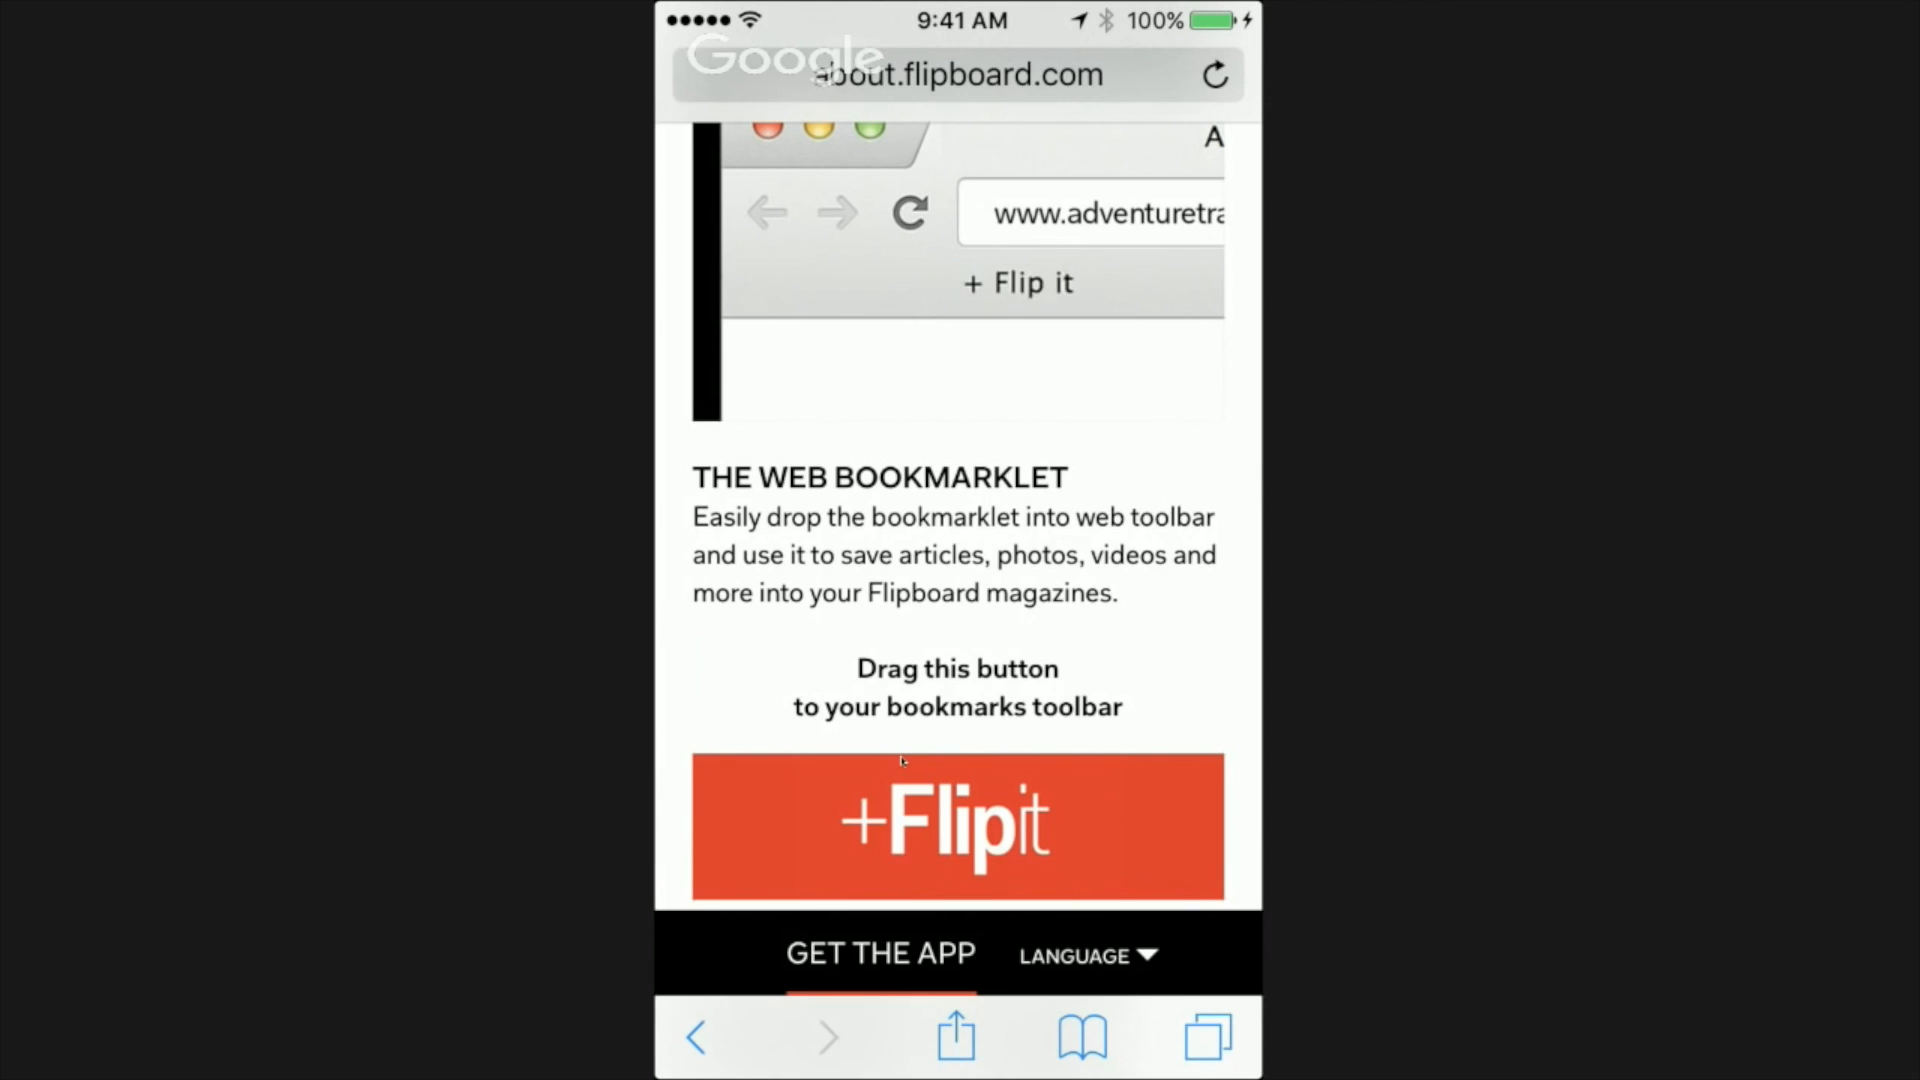 9:41 AM
100%
Google
about.flipboard.com
A
www.adventuretra
+ Flip it
THE WEB BOOKMARKLET
Easily drop the bookmarklet into web toolbar
and use it to save articles, photos, videos and
more into your Flipboard magazines.
Drag this button
to your bookmarks toolbar
+Flipit
GET THE APP
LANGUAGE